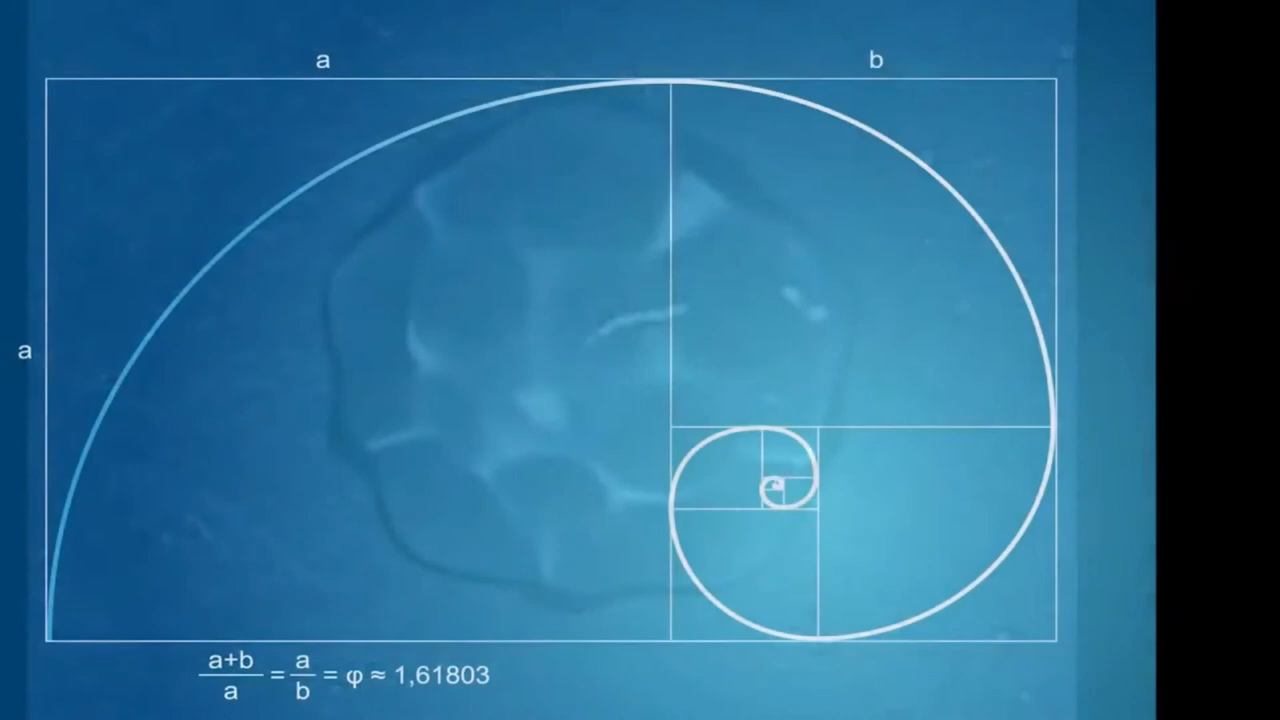 a b
a
a+b / a = a / b = φ ≈ 1,61803